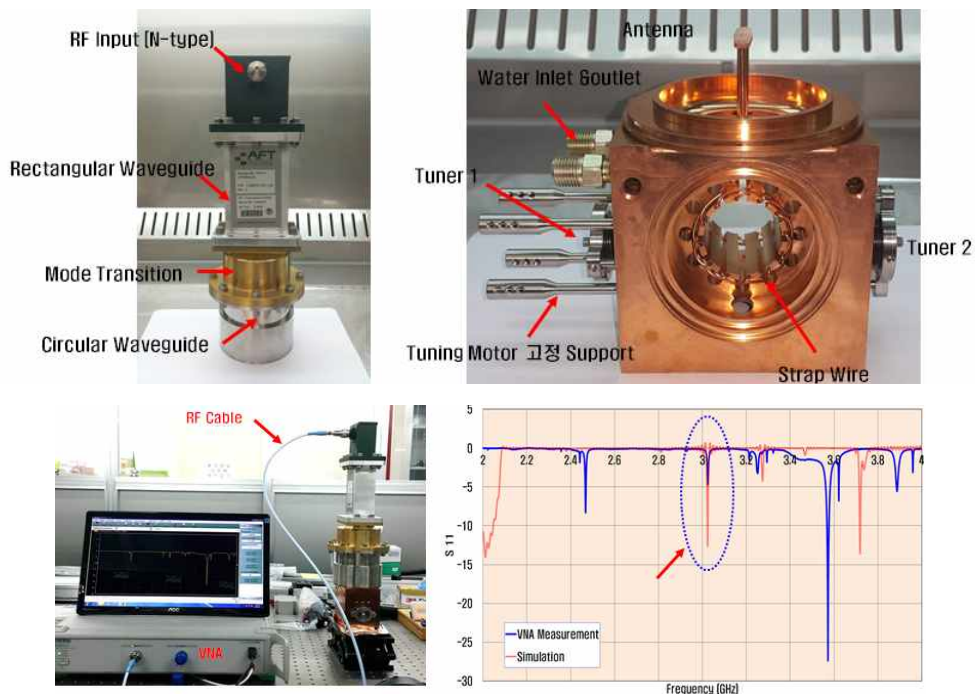 RF Input (N-type)
Rectangular Waveguide
AFT
Mode Transition
Circular Waveguide
Antenna
Water Inlet &outlet
Tuner 1
Tuner 2
Tuning Motor 고정 Support
Strap Wire
RF Cable
VNA
5
0
-5
-10
-15
-20
-25
-30
2 2.2 2.4 2.6 2.8 3.0 3.2 3.4 3.6 3.8 4
S 11
VNA Measurement
Simulation
Frequency (GHz)